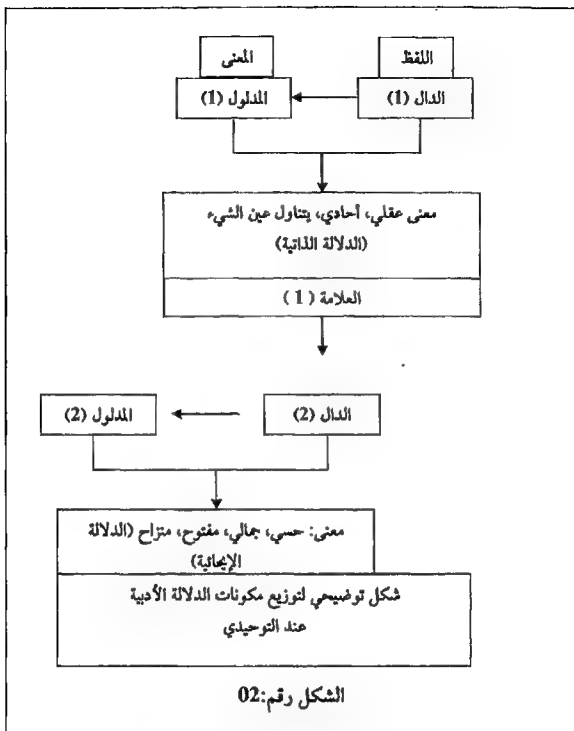 اللفظ
المعنى
الدال (1)
المدلول (1)
معنى عقلي، أحادي، يتناول عين الشيء
(الدلالة الذاتية)
العلامة (1)
الدال (2)
المدلول (2)
معنى: حسي، جمالي، مفتوح، منزاح (الدلالة
الإيحائية)
شكل توضيحي لتوزيع مكونات الدلالة الأدبية
عند التوحيدي
الشكل رقم:02